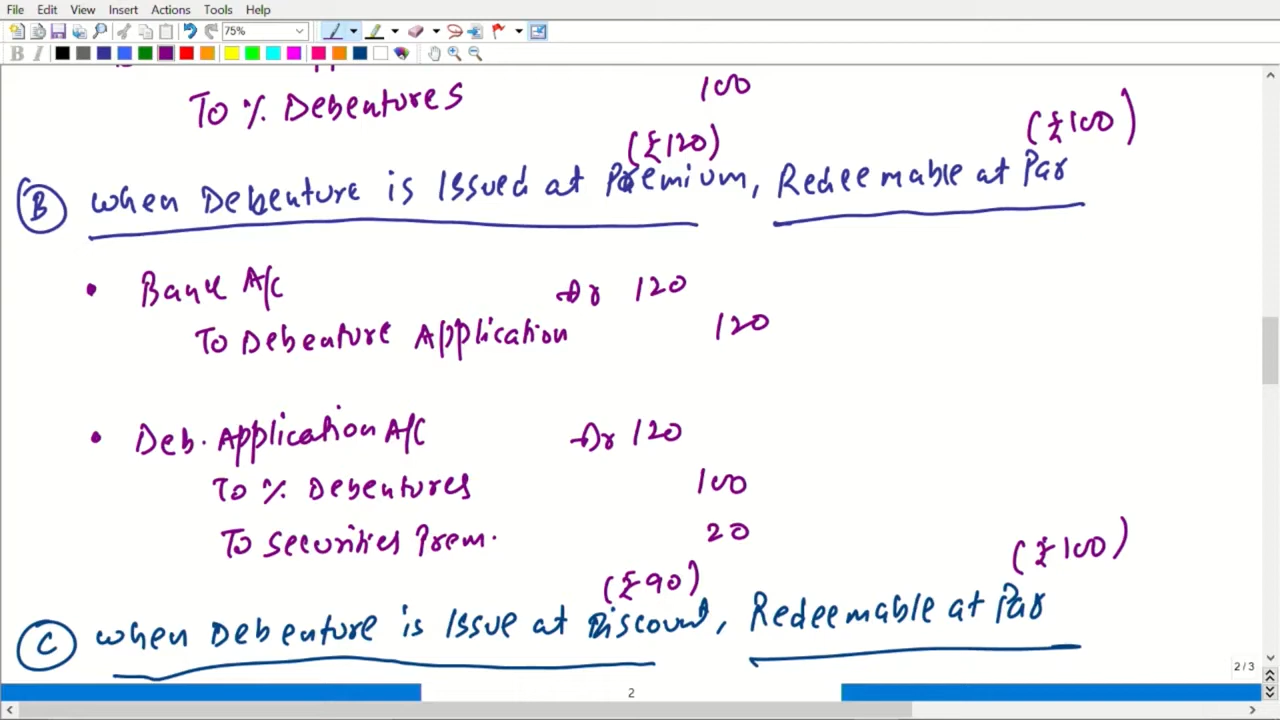 File Edit View Insert Actions Tools Help
75%
B I
To % Debentures 100
(₤120) (₤100)
B When Debenture is Issued at Premium, Redeemable at Par
• Bank A/c Dr 120
To Debenture Application 120
• Deb. Application A/c Dr 120
To % Debentures 100
To Securities Prem. 20
(₤90) (₤100)
C When Debenture is Issue at Discount, Redeemable at Par
2 / 3
2